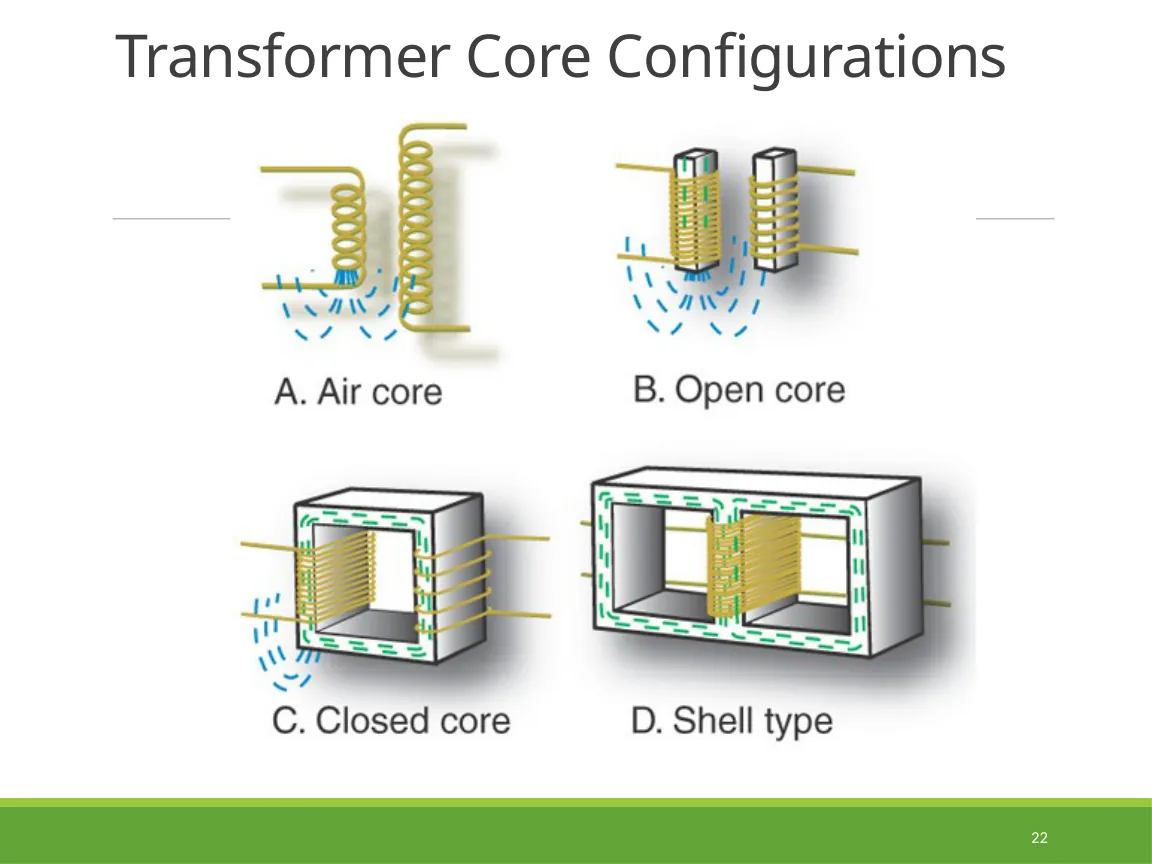 Transformer Core Configurations
A. Air core
B. Open core
C. Closed core
D. Shell type
22